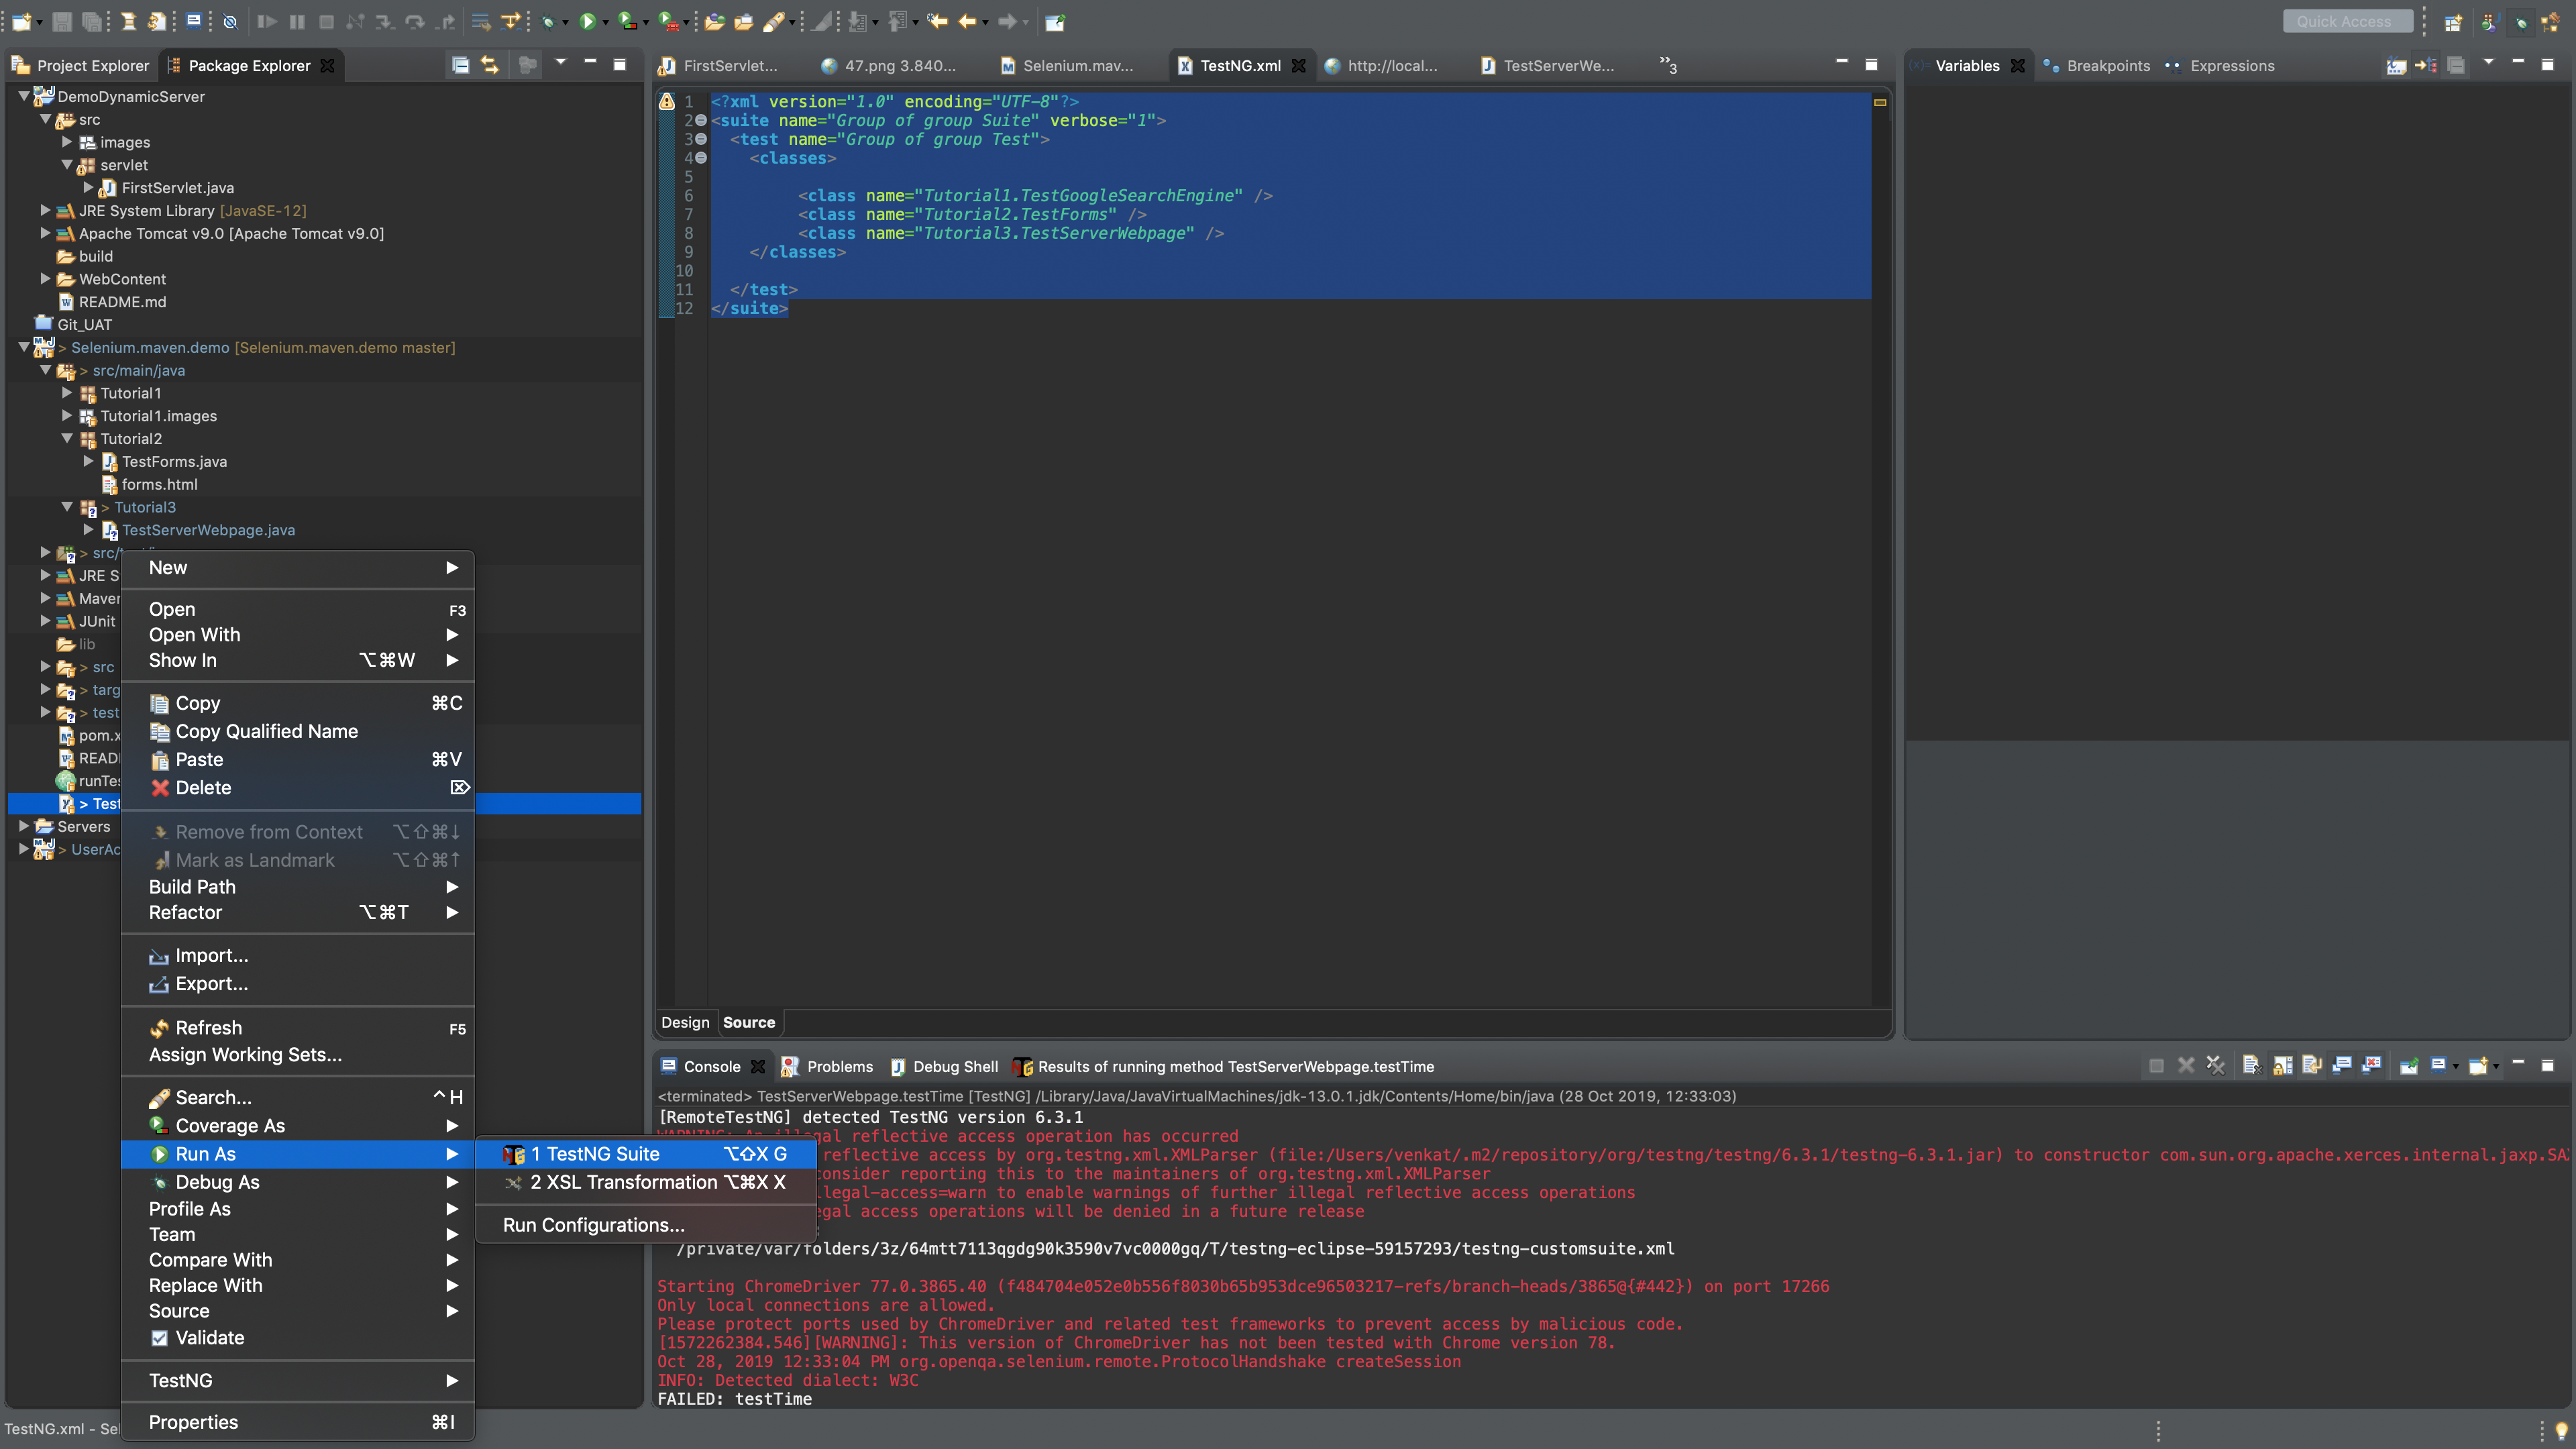 Quick Access
Project Explorer
Package Explorer
DemoDynamicServer
src
images
servlet
FirstServlet.java
JRE System Library [JavaSE-12]
Apache Tomcat v9.0 [Apache Tomcat v9.0]
build
WebContent
README.md
Git_UAT
> Selenium.maven.demo [Selenium.maven.demo master]
> src/main/java
Tutorial1
Tutorial1.images
Tutorial2
TestForms.java
forms.html
> Tutorial3
TestServerWebpage.java
> src/
JRE S
Maven
JUnit
lib
> src
> targ
> test
pom.x
READ
runTes
> Test
Servers
> UserAc
New
Open F3
Open With
Show In ⌥⌘W
Copy ⌘C
Copy Qualified Name
Paste ⌘V
Delete ⌦
Remove from Context ⌥⇧⌘↓
Mark as Landmark ⌥⇧⌘↑
Build Path
Refactor ⌥⌘T
Import...
Export...
Refresh F5
Assign Working Sets...
Search... ^H
Coverage As
Run As
Debug As
Profile As
Team
Compare With
Replace With
Source
Validate
TestNG
Properties ⌘I
1 TestNG Suite ⌥⇧X G
2 XSL Transformation ⌥⌘X X
Run Configurations...
FirstServlet...
47.png 3.840...
Selenium.mav...
TestNG.xml
http://local...
TestServerWe...
»3
1 <?xml version="1.0" encoding="UTF-8"?>
2 <suite name="Group of group Suite" verbose="1">
3 <test name="Group of group Test">
4 <classes>
5
6 <class name="Tutorial1.TestGoogleSearchEngine" />
7 <class name="Tutorial2.TestForms" />
8 <class name="Tutorial3.TestServerWebpage" />
9 </classes>
10
11 </test>
12 </suite>
Design
Source
Variables
Breakpoints
Expressions
Console
Problems
Debug Shell
Results of running method TestServerWebpage.testTime
<terminated> TestServerWebpage.testTime [TestNG] /Library/Java/JavaVirtualMachines/jdk-13.0.1.jdk/Contents/Home/bin/java (28 Oct 2019, 12:33:03)
[RemoteTestNG] detected TestNG version 6.3.1
WARNING: An illegal reflective access operation has occurred
reflective access by org.testng.xml.XMLParser (file:/Users/venkat/.m2/repository/org/testng/testng/6.3.1/testng-6.3.1.jar) to constructor com.sun.org.apache.xerces.internal.jaxp.SA
onsider reporting this to the maintainers of org.testng.xml.XMLParser
llegal-access=warn to enable warnings of further illegal reflective access operations
egal access operations will be denied in a future release
/private/var/folders/3z/64mtt7113qgdg90k3590v7vc0000gq/T/testng-eclipse-59157293/testng-customsuite.xml
Starting ChromeDriver 77.0.3865.40 (f484704e052e0b556f8030b65b953dce96503217-refs/branch-heads/3865@{#442}) on port 17266
Only local connections are allowed.
Please protect ports used by ChromeDriver and related test frameworks to prevent access by malicious code.
[1572262384.546][WARNING]: This version of ChromeDriver has not been tested with Chrome version 78.
Oct 28, 2019 12:33:04 PM org.openqa.selenium.remote.ProtocolHandshake createSession
INFO: Detected dialect: W3C
FAILED: testTime
TestNG.xml - Sel